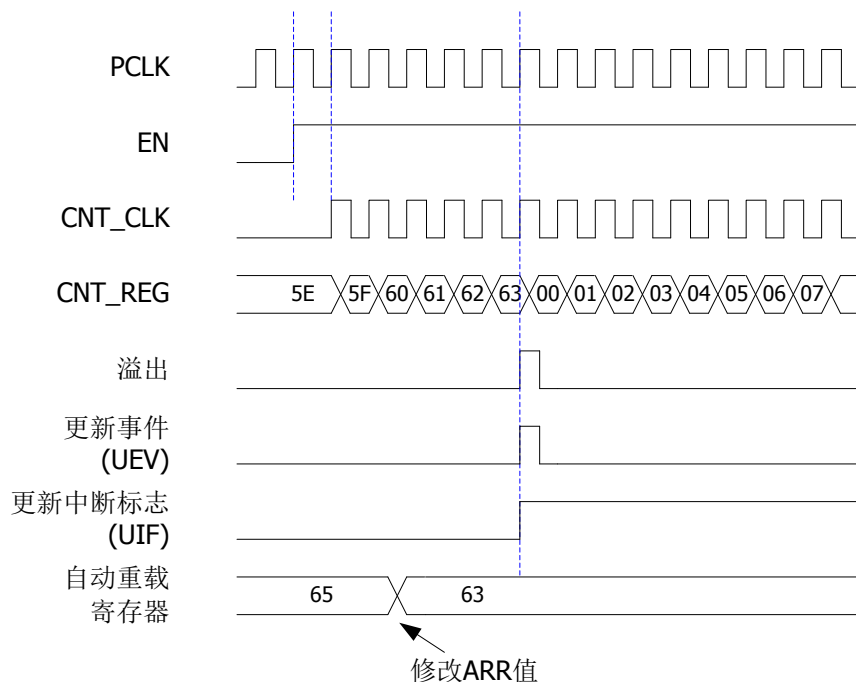 PCLK
EN
CNT_CLK
CNT_REG
5E 5F 60 61 62 63 00 01 02 03 04 05 06 07
溢出
更新事件
(UEV)
更新中断标志
(UIF)
自动重载
寄存器
65 63
修改ARR值